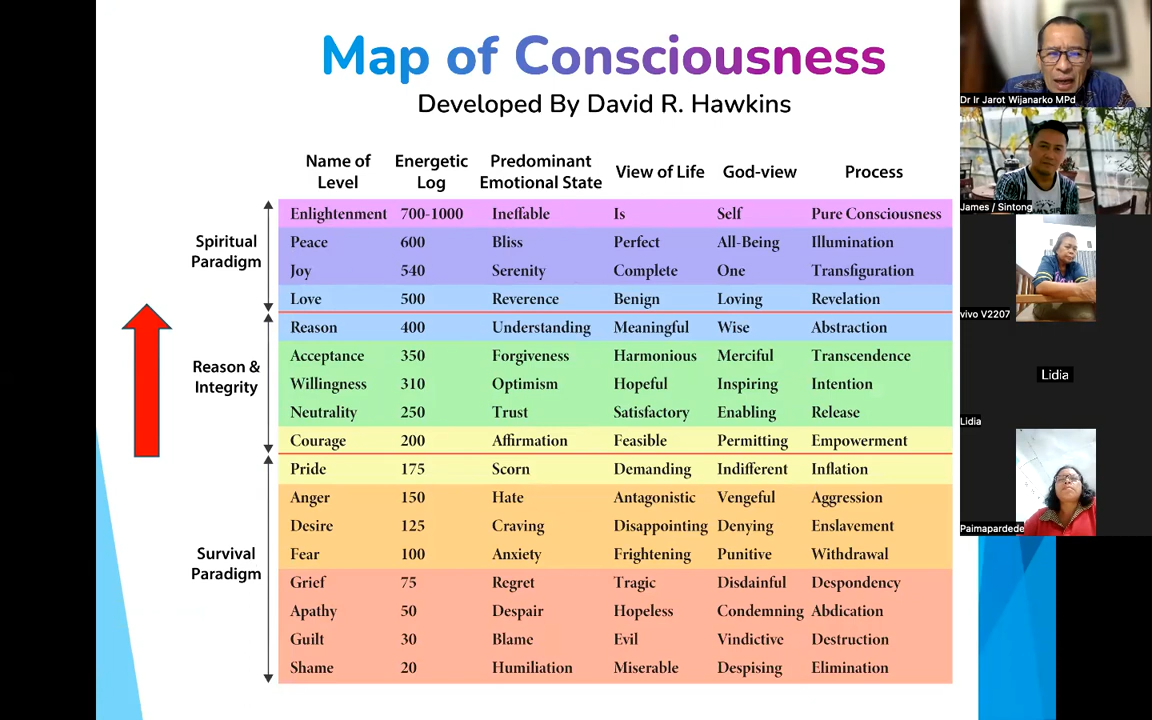 Map of Consciousness
Developed By David R. Hawkins
Name of Level Energetic Log Predominant Emotional State View of Life God-view Process
Spiritual Paradigm
Enlightenment 700-1000 Ineffable Is Self Pure Consciousness
Peace 600 Bliss Perfect All-Being Illumination
Joy 540 Serenity Complete One Transfiguration
Love 500 Reverence Benign Loving Revelation
Reason & Integrity
Reason 400 Understanding Meaningful Wise Abstraction
Acceptance 350 Forgiveness Harmonious Merciful Transcendence
Willingness 310 Optimism Hopeful Inspiring Intention
Neutrality 250 Trust Satisfactory Enabling Release
Courage 200 Affirmation Feasible Permitting Empowerment
Survival Paradigm
Pride 175 Scorn Demanding Indifferent Inflation
Anger 150 Hate Antagonistic Vengeful Aggression
Desire 125 Craving Disappointing Denying Enslavement
Fear 100 Anxiety Frightening Punitive Withdrawal
Grief 75 Regret Tragic Disdainful Despondency
Apathy 50 Despair Hopeless Condemning Abdication
Guilt 30 Blame Evil Vindictive Destruction
Shame 20 Humiliation Miserable Despising Elimination
Dr Ir Jarot Wijanarko MPd
James / Sintong
vivo V2207
Lidia
Lidia
Paimapardede